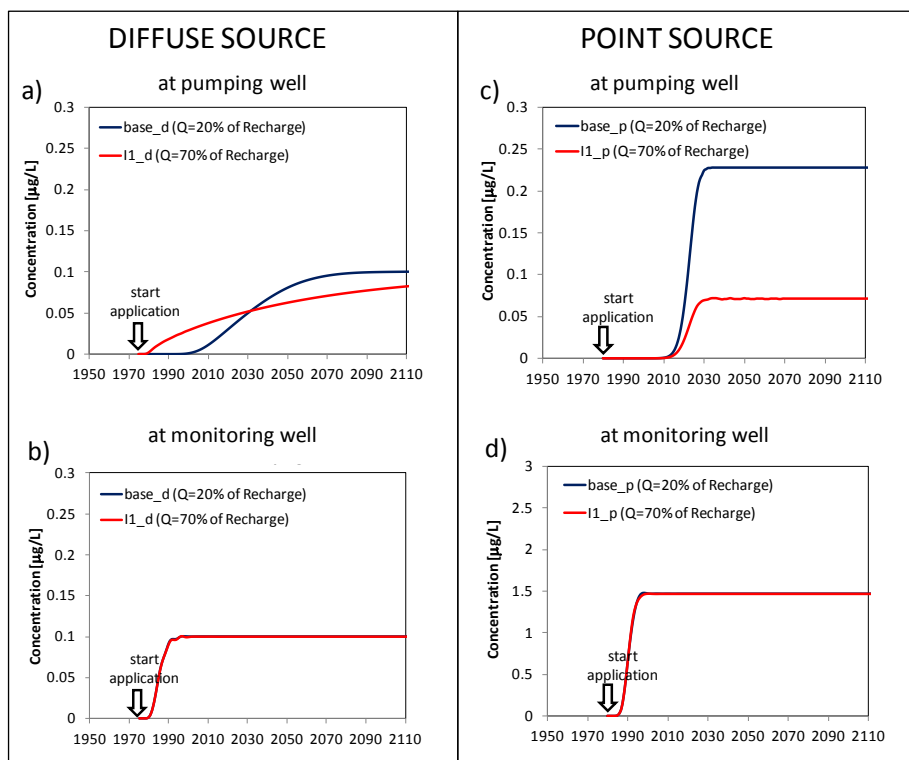 DIFFUSE SOURCE
a)
at pumping well
Concentration [µg/L]
0.3
0.25
0.2
0.15
0.1
0.05
0
base_d (Q=20% of Recharge)
I1_d (Q=70% of Recharge)
start
application
1950 1970 1990 2010 2030 2050 2070 2090 2110
b)
at monitoring well
Concentration [µg/L]
0.3
0.25
0.2
0.15
0.1
0.05
0
base_d (Q=20% of Recharge)
I1_d (Q=70% of Recharge)
start
application
1950 1970 1990 2010 2030 2050 2070 2090 2110
POINT SOURCE
c)
at pumping well
Concentration [µg/L]
0.3
0.25
0.2
0.15
0.1
0.05
0
base_p (Q=20% of Recharge)
I1_p (Q=70% of Recharge)
start
application
1950 1970 1990 2010 2030 2050 2070 2090 2110
d)
at monitoring well
Concentration [µg/L]
3
2.5
2
1.5
1
0.5
0
base_p (Q=20% of Recharge)
I1_p (Q=70% of Recharge)
start
application
1950 1970 1990 2010 2030 2050 2070 2090 2110